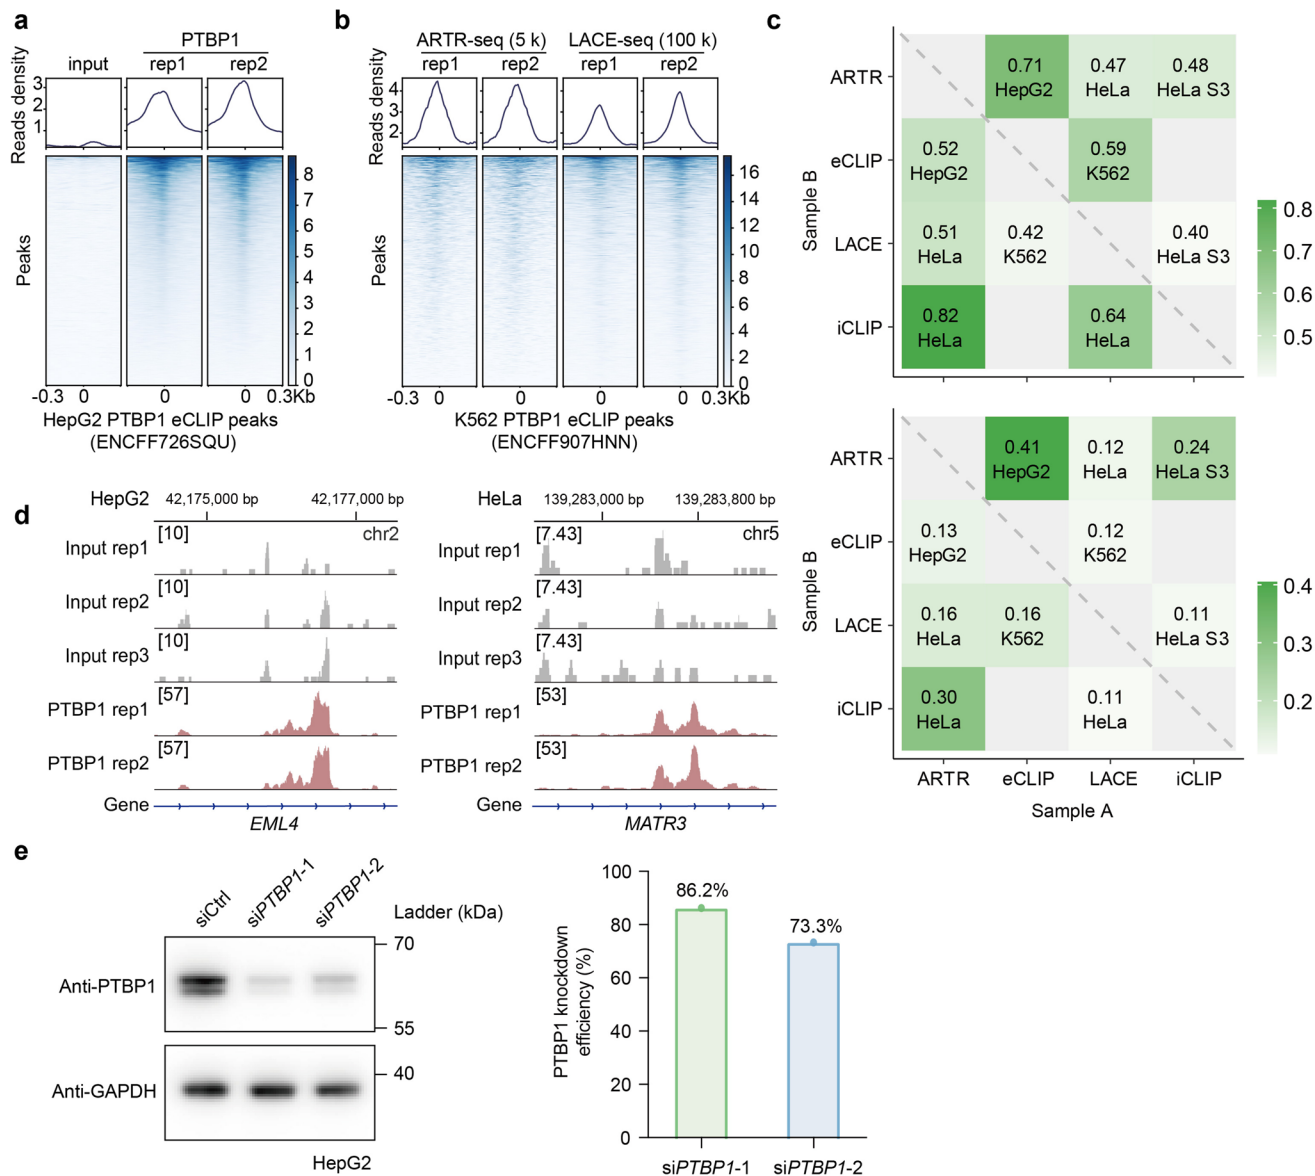 a
PTBP1
input rep1 rep2
Reads density
3
2
1
Peaks
8
7
6
5
4
3
2
1
0
-0.3 0 0 0 0.3Kb
HepG2 PTBP1 eCLIP peaks
(ENCFF726SQU)
b
ARTR-seq (5 k) LACE-seq (100 k)
rep1 rep2 rep1 rep2
Reads density
4
3
2
Peaks
16
14
12
10
8
6
4
2
0
-0.3 0 0 0 0 0.3Kb
K562 PTBP1 eCLIP peaks
(ENCFF907HNN)
c
Sample B
ARTR
0.71 0.47 0.48
HepG2 HeLa HeLa S3
eCLIP
0.52 0.59
HepG2 K562
LACE
0.51 0.42 0.40
HeLa K562 HeLa S3
iCLIP
0.82 0.64
HeLa HeLa
0.8
0.7
0.6
0.5
Sample B
ARTR
0.41 0.12 0.24
HepG2 HeLa HeLa S3
eCLIP
0.13 0.12
HepG2 K562
LACE
0.16 0.16 0.11
HeLa K562 HeLa S3
iCLIP
0.30 0.11
HeLa HeLa
0.4
0.3
0.2
ARTR eCLIP LACE iCLIP
Sample A
d
HepG2 42,175,000 bp 42,177,000 bp
[10] chr2
Input rep1
[10]
Input rep2
[10]
Input rep3
[57]
PTBP1 rep1
[57]
PTBP1 rep2
Gene
EML4
HeLa 139,283,000 bp 139,283,800 bp
[7.43] chr5
Input rep1
[7.43]
Input rep2
[7.43]
Input rep3
[53]
PTBP1 rep1
[53]
PTBP1 rep2
Gene
MATR3
e
siCtrl siPTBP1-1 siPTBP1-2
Ladder (kDa)
70
Anti-PTBP1
55
40
Anti-GAPDH
HepG2
PTBP1 knockdown
efficiency (%)
100
80
60
40
20
0
86.2%
73.3%
siPTBP1-1 siPTBP1-2